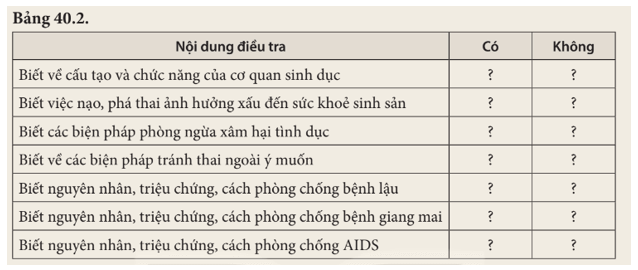 Bảng 40.2.
Nội dung điều tra Có Không
Biết về cấu tạo và chức năng của cơ quan sinh dục ? ?
Biết việc nạo, phá thai ảnh hưởng xấu đến sức khoẻ sinh sản ? ?
Biết các biện pháp phòng ngừa xâm hại tình dục ? ?
Biết về các biện pháp tránh thai ngoài ý muốn ? ?
Biết nguyên nhân, triệu chứng, cách phòng chống bệnh lậu ? ?
Biết nguyên nhân, triệu chứng, cách phòng chống bệnh giang mai ? ?
Biết nguyên nhân, triệu chứng, cách phòng chống AIDS ? ?